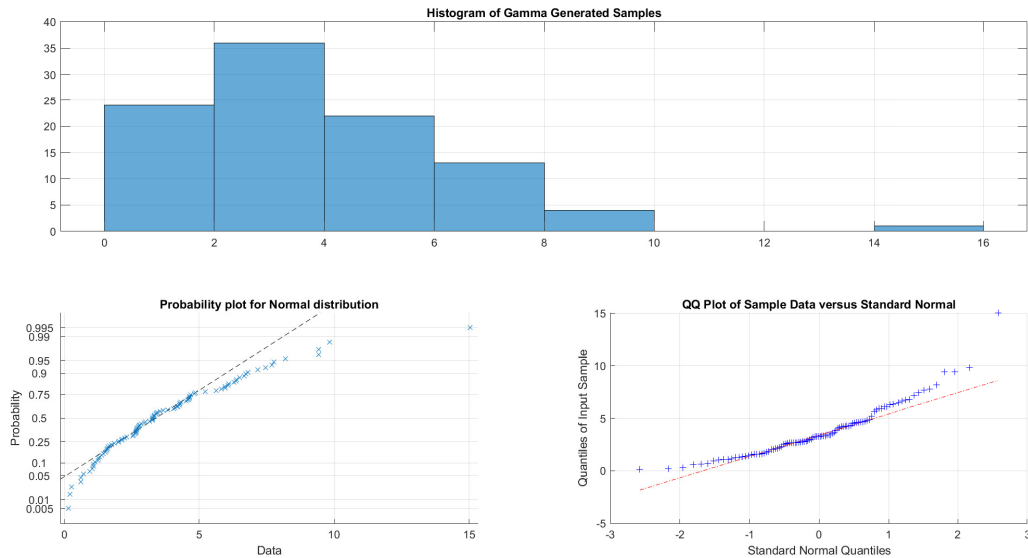 Histogram of Gamma Generated Samples
40
35
30
25
20
15
10
5
0
0 2 4 6 8 10 12 14 16
Probability plot for Normal distribution
0.995
0.99
0.95
0.9
0.75
0.5
0.25
0.1
0.05
0.01
0.005
Probability
0 5 10 15
Data
QQ Plot of Sample Data versus Standard Normal
15
10
5
0
-5
Quantiles of Input Sample
-3 -2 -1 0 1 2 3
Standard Normal Quantiles